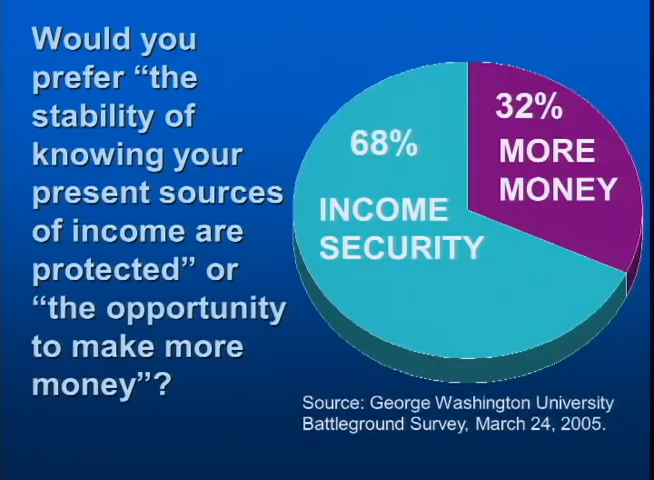 Would you
prefer “the
stability of
knowing your
present sources
of income are
protected” or
“the opportunity
to make more
money”?
32%
MORE
MONEY
68%
INCOME
SECURITY
Source: George Washington University
Battleground Survey, March 24, 2005.